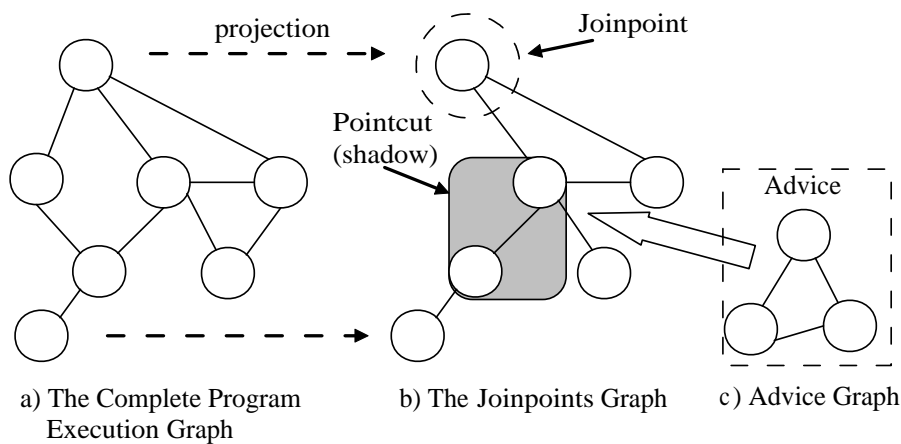 projection
Joinpoint
Pointcut
(shadow)
Advice
a) The Complete Program
Execution Graph
b) The Joinpoints Graph
c) Advice Graph